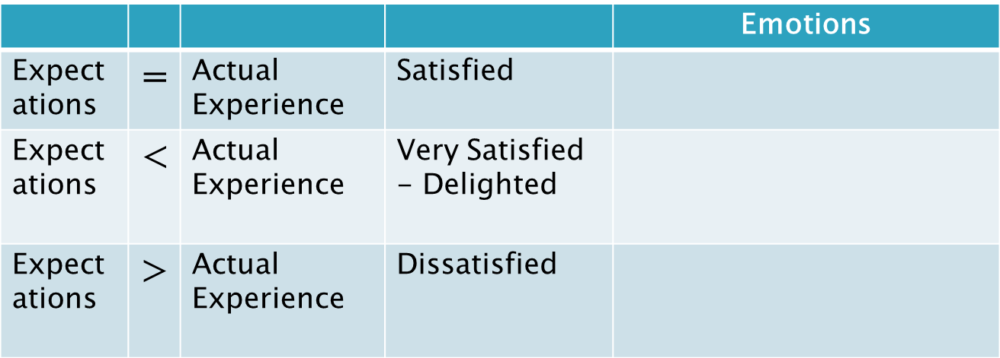 Emotions
Expect
ations
=
Actual
Experience
Satisfied
Expect
ations
<
Actual
Experience
Very Satisfied
- Delighted
Expect
ations
>
Actual
Experience
Dissatisfied